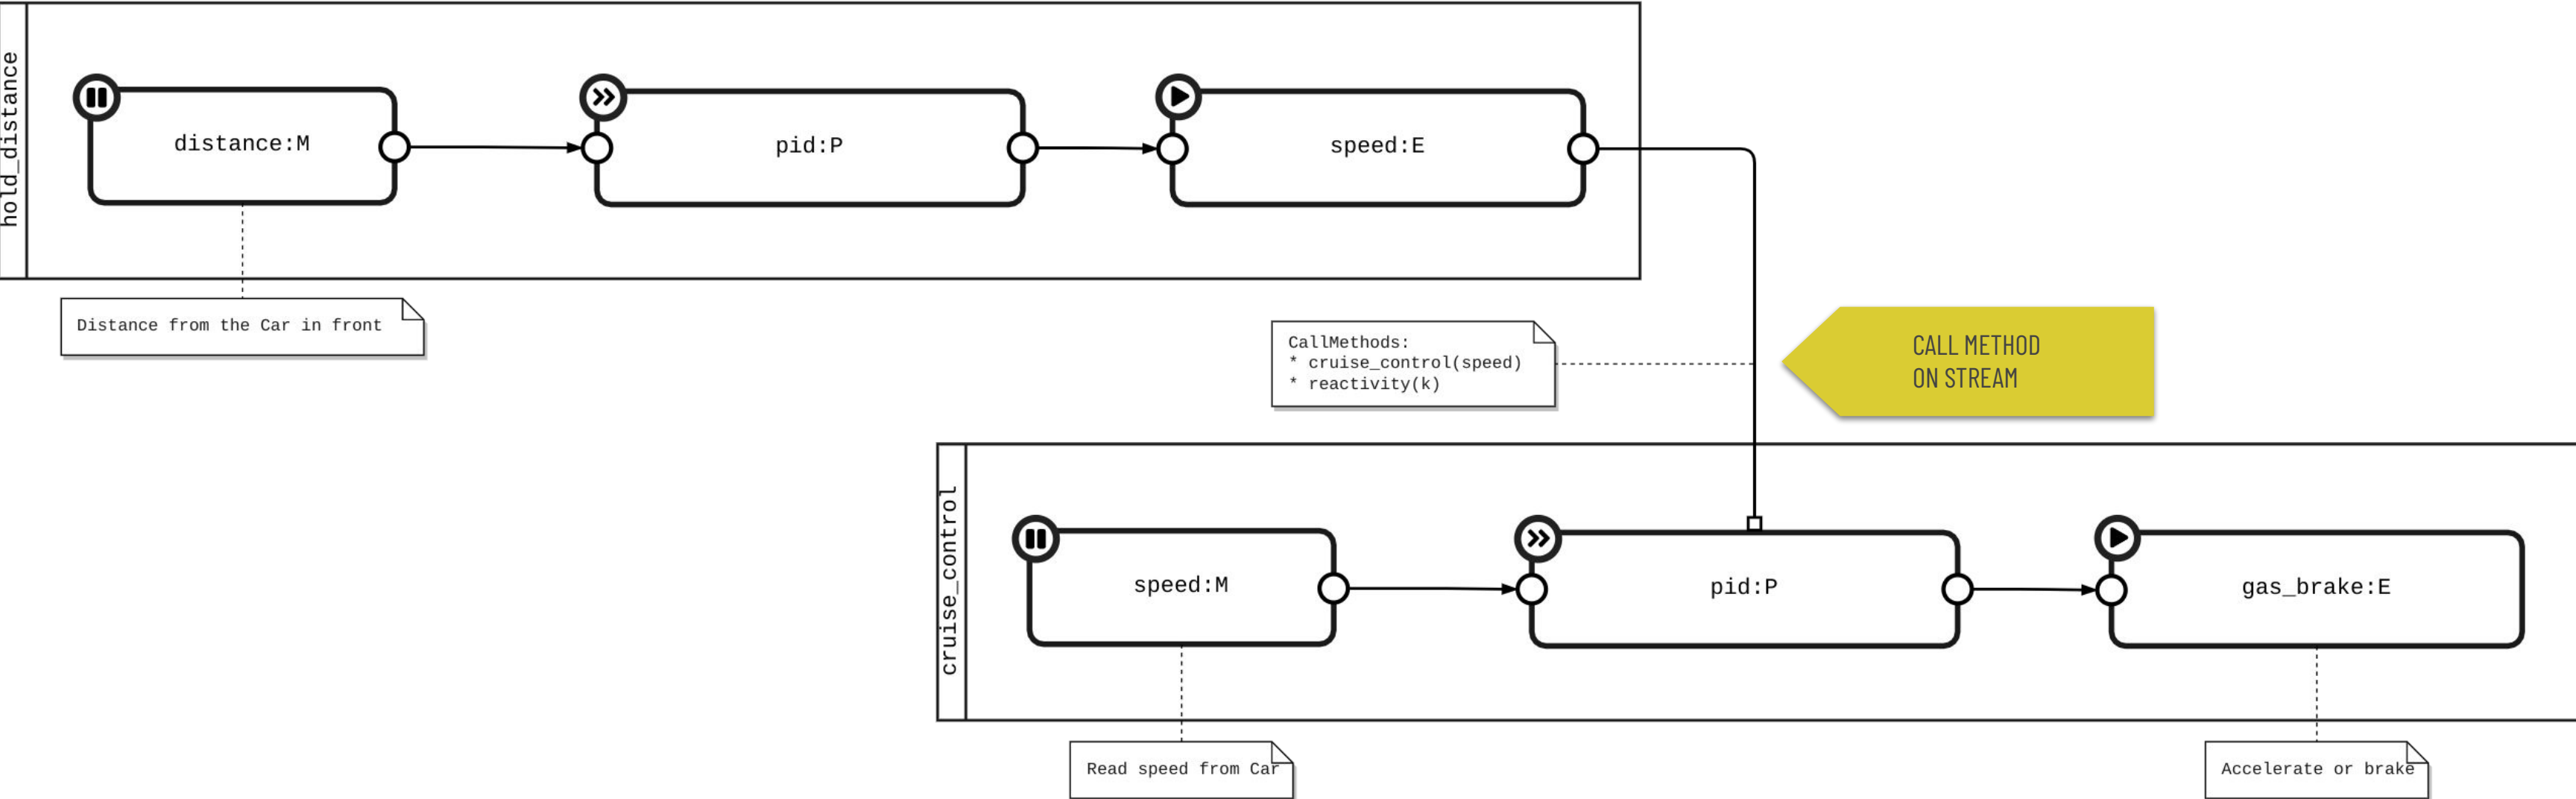 hold_distance
distance:M
pid:P
speed:E
Distance from the Car in front
CallMethods:
* cruise_control(speed)
* reactivity(k)
CALL METHOD
ON STREAM
cruise_control
speed:M
pid:P
gas_brake:E
Read speed from Car
Accelerate or brake